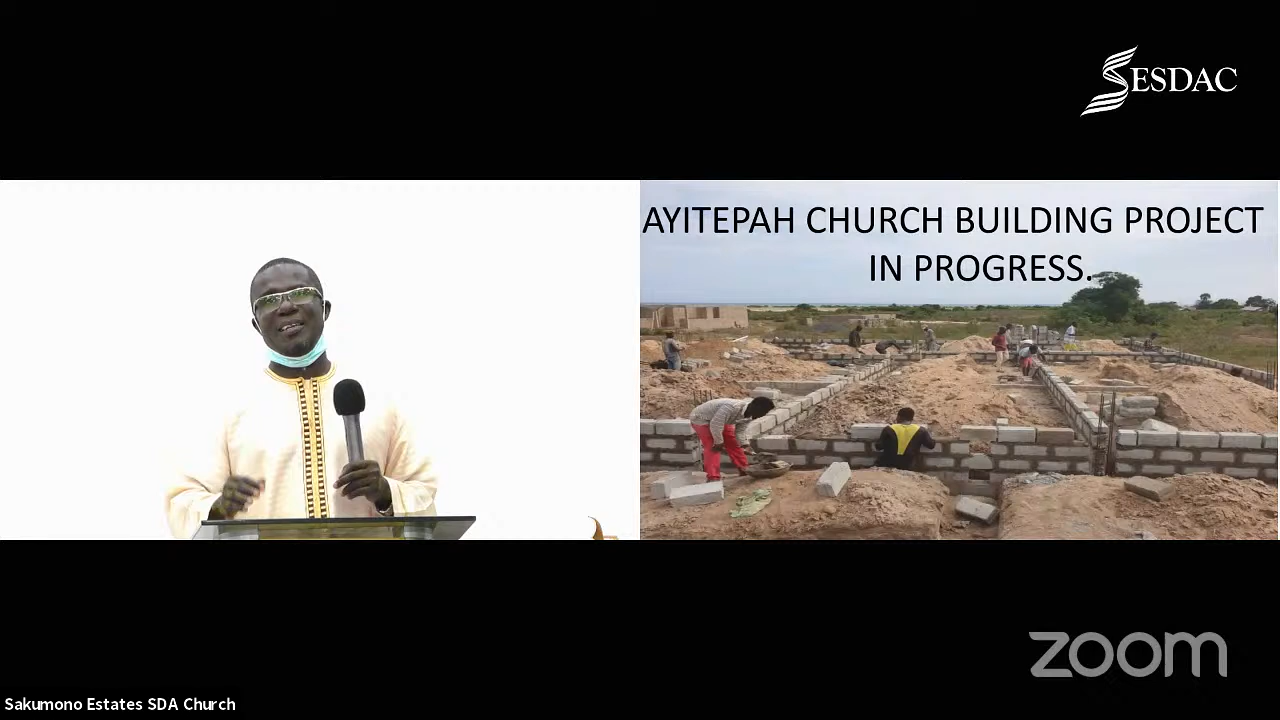 SESDAC
AYITEPAH CHURCH BUILDING PROJECT
IN PROGRESS.
zoom
Sakumono Estates SDA Church